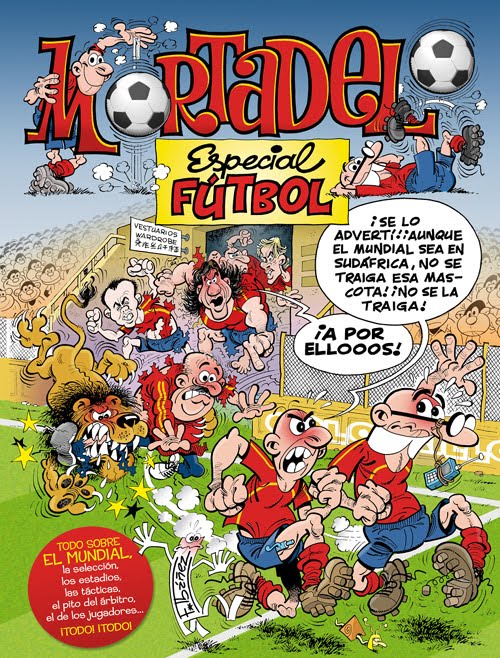 MORTADELO
Especial
FÚTBOL
VESTUARIOS
WARDROBE
¡SE LO
ADVERTÍ!¡¡AUNQUE
EL MUNDIAL SEA EN
SUDÁFRICA, NO SE
TRAIGA ESA MAS-
COTA! ¡NO SE LA
TRAIGA!
¡A POR
ELLOOOS!
TODO SOBRE
EL MUNDIAL,
la selección,
los estadios,
las tácticas,
el pito del árbitro,
el de los jugadores...
¡TODO! ¡TODO!
Ibáñez